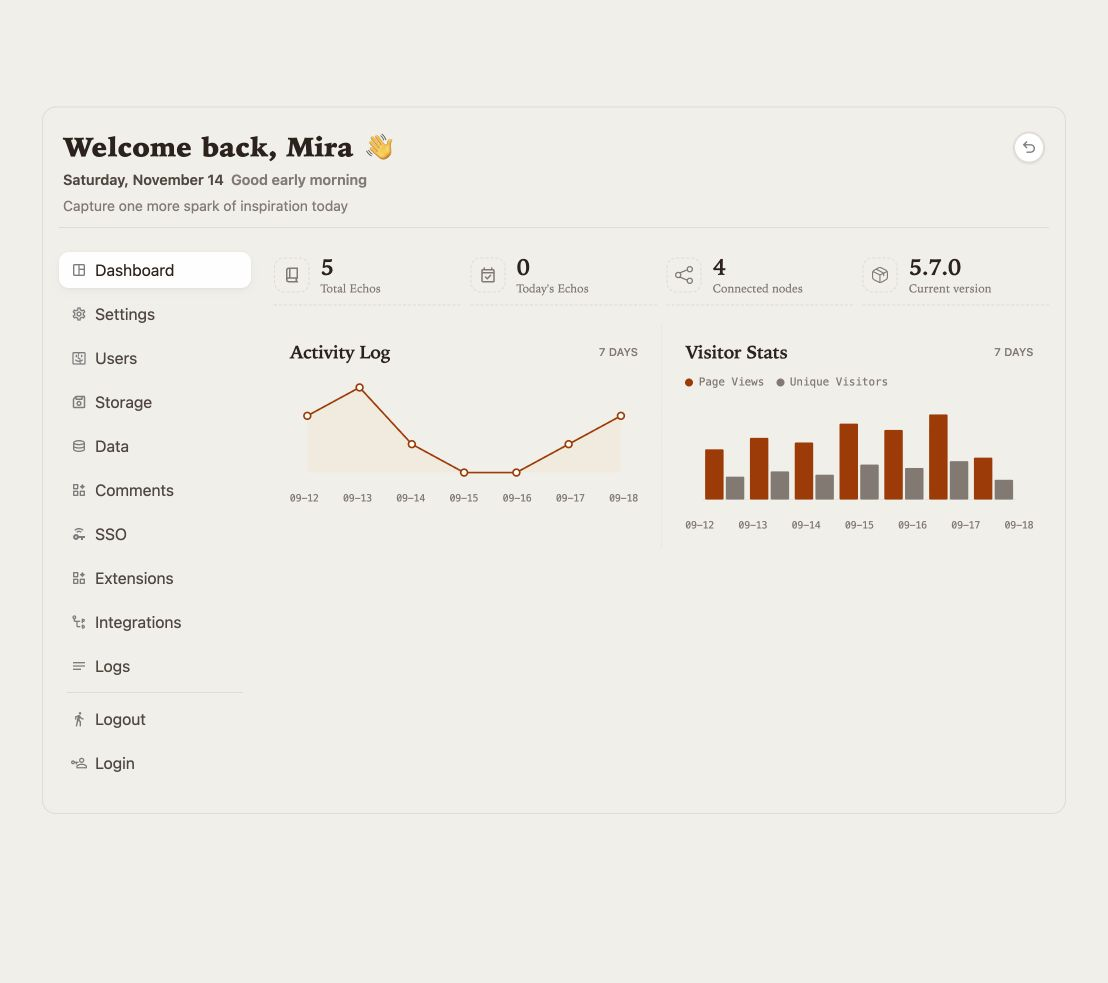 Welcome back, Mira 👋
Saturday, November 14 Good early morning
Capture one more spark of inspiration today
Dashboard
Settings
Users
Storage
Data
Comments
SSO
Extensions
Integrations
Logs
Logout
Login
5
Total Echos
0
Today's Echos
4
Connected nodes
5.7.0
Current version
Activity Log 7 DAYS
09-12 09-13 09-14 09-15 09-16 09-17 09-18
Visitor Stats 7 DAYS
Page Views Unique Visitors
09-12 09-13 09-14 09-15 09-16 09-17 09-18